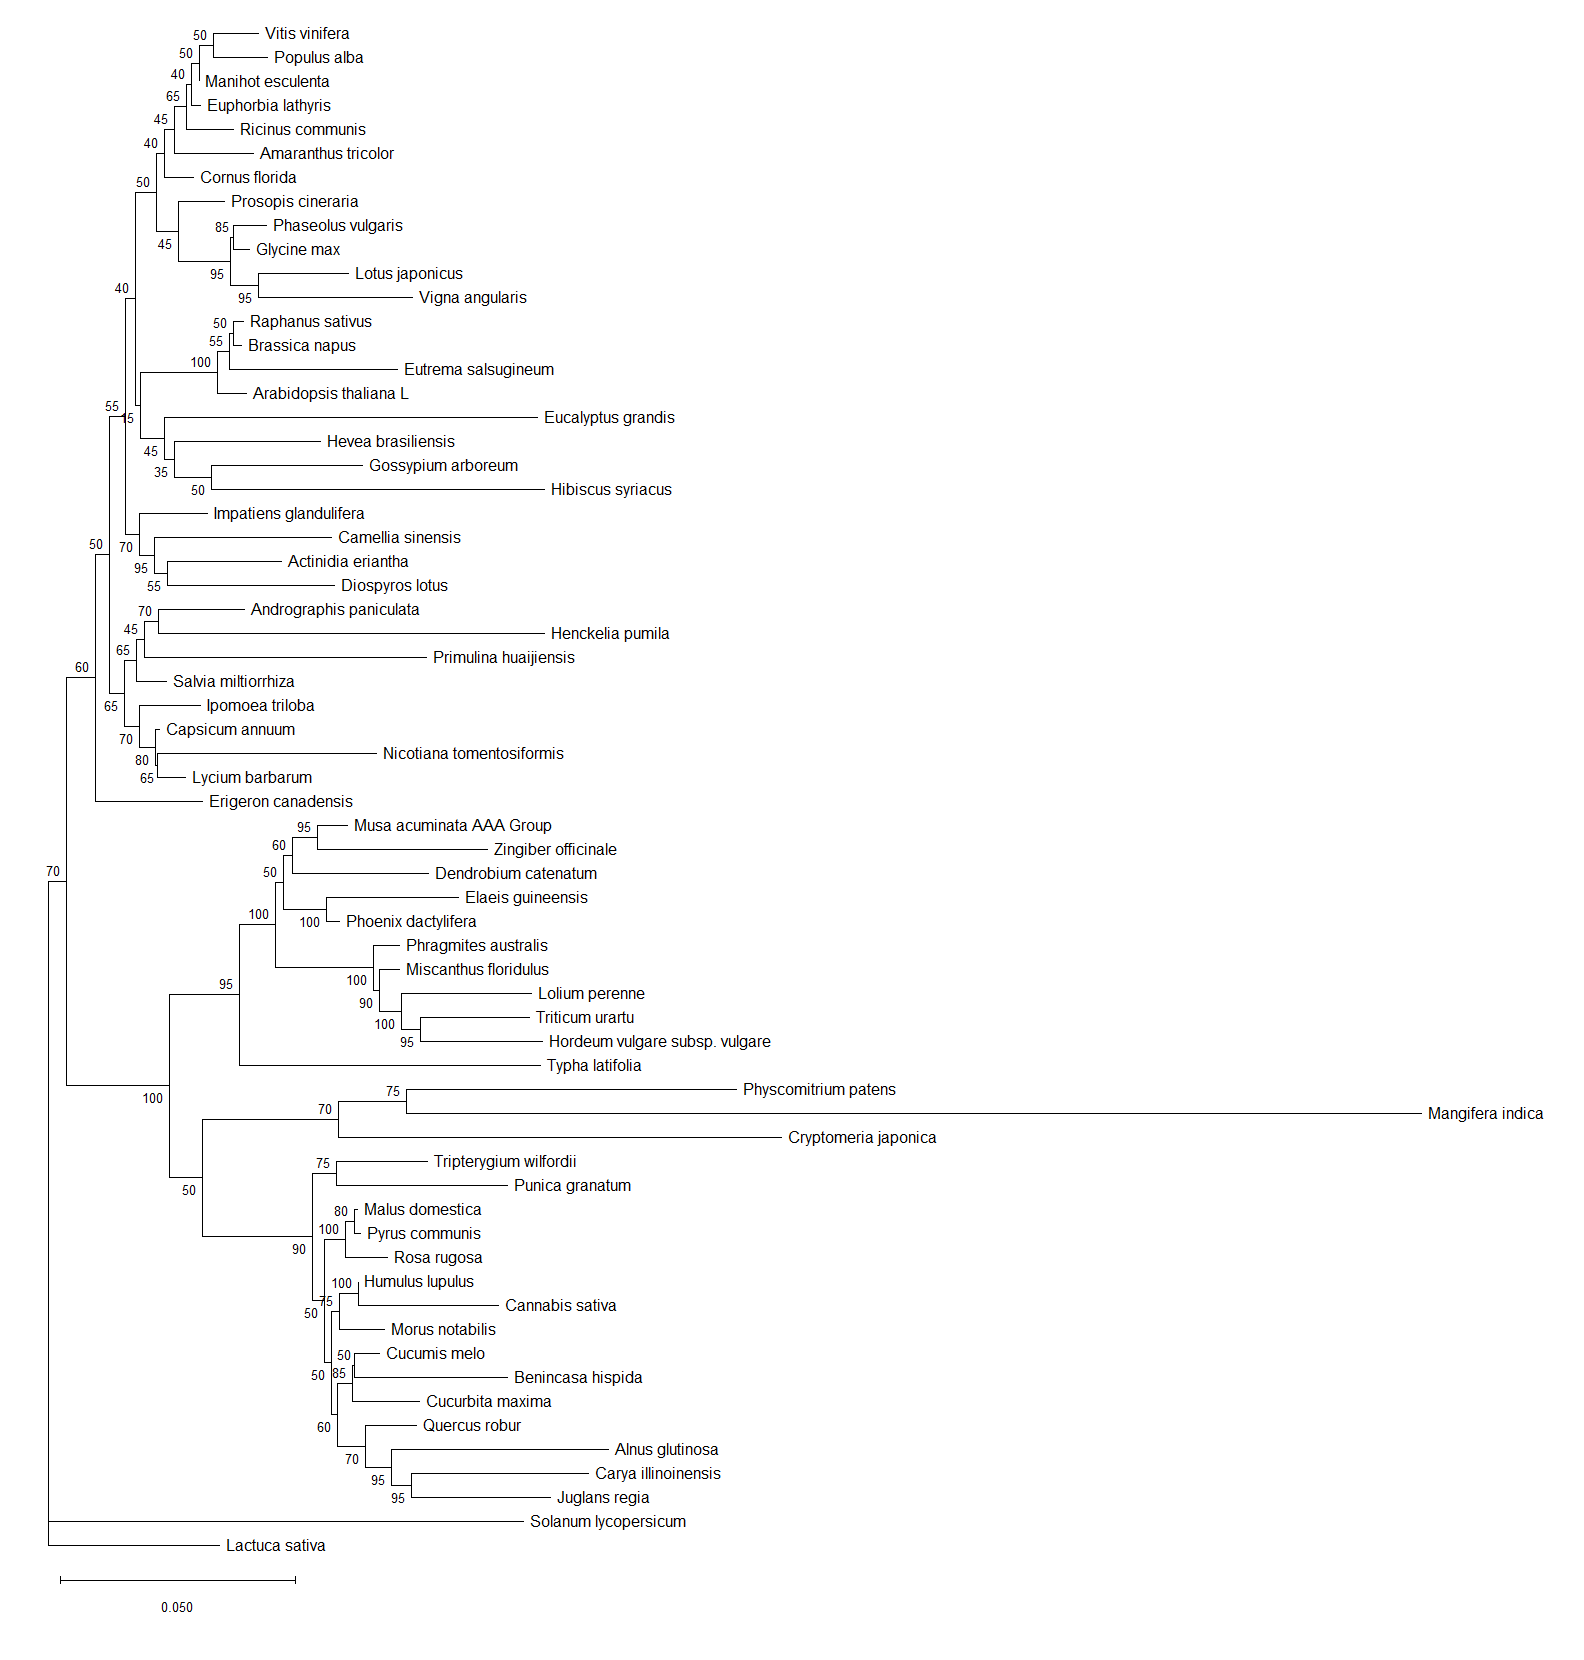 50 Vitis vinifera
50
Populus alba
40
Manihot esculenta
65
Euphorbia lathyris
45
Ricinus communis
40
Amaranthus tricolor
50
Cornus florida
Prosopis cineraria
85 Phaseolus vulgaris
45
Glycine max
95
Lotus japonicus
40
95 Vigna angularis
50 Raphanus sativus
55
Brassica napus
100
Eutrema salsugineum
Arabidopsis thaliana L
55
15
Eucalyptus grandis
45
Hevea brasiliensis
35
Gossypium arboreum
50 Hibiscus syriacus
Impatiens glandulifera
50
70
Camellia sinensis
95
Actinidia eriantha
55 Diospyros lotus
70 Andrographis paniculata
45
Henckelia pumila
65
Primulina huaijiensis
60
Salvia miltiorrhiza
65
Ipomoea triloba
70
Capsicum annuum
80
Nicotiana tomentosiformis
65 Lycium barbarum
Erigeron canadensis
95 Musa acuminata AAA Group
60
Zingiber officinale
70
50
Dendrobium catenatum
Elaeis guineensis
100
100 Phoenix dactylifera
Phragmites australis
95
100
Miscanthus floridulus
90
Lolium perenne
100
Triticum urartu
95 Hordeum vulgare subsp. vulgare
Typha latifolia
100
75 Physcomitrium patens
70
Mangifera indica
Cryptomeria japonica
75 Tripterygium wilfordii
50
Punica granatum
80 Malus domestica
100
Pyrus communis
90
Rosa rugosa
100 Humulus lupulus
75
50
Cannabis sativa
Morus notabilis
50 Cucumis melo
50
85
Benincasa hispida
Cucurbita maxima
60
Quercus robur
70
Alnus glutinosa
95
Carya illinoinensis
95 Juglans regia
Solanum lycopersicum
Lactuca sativa
0.050